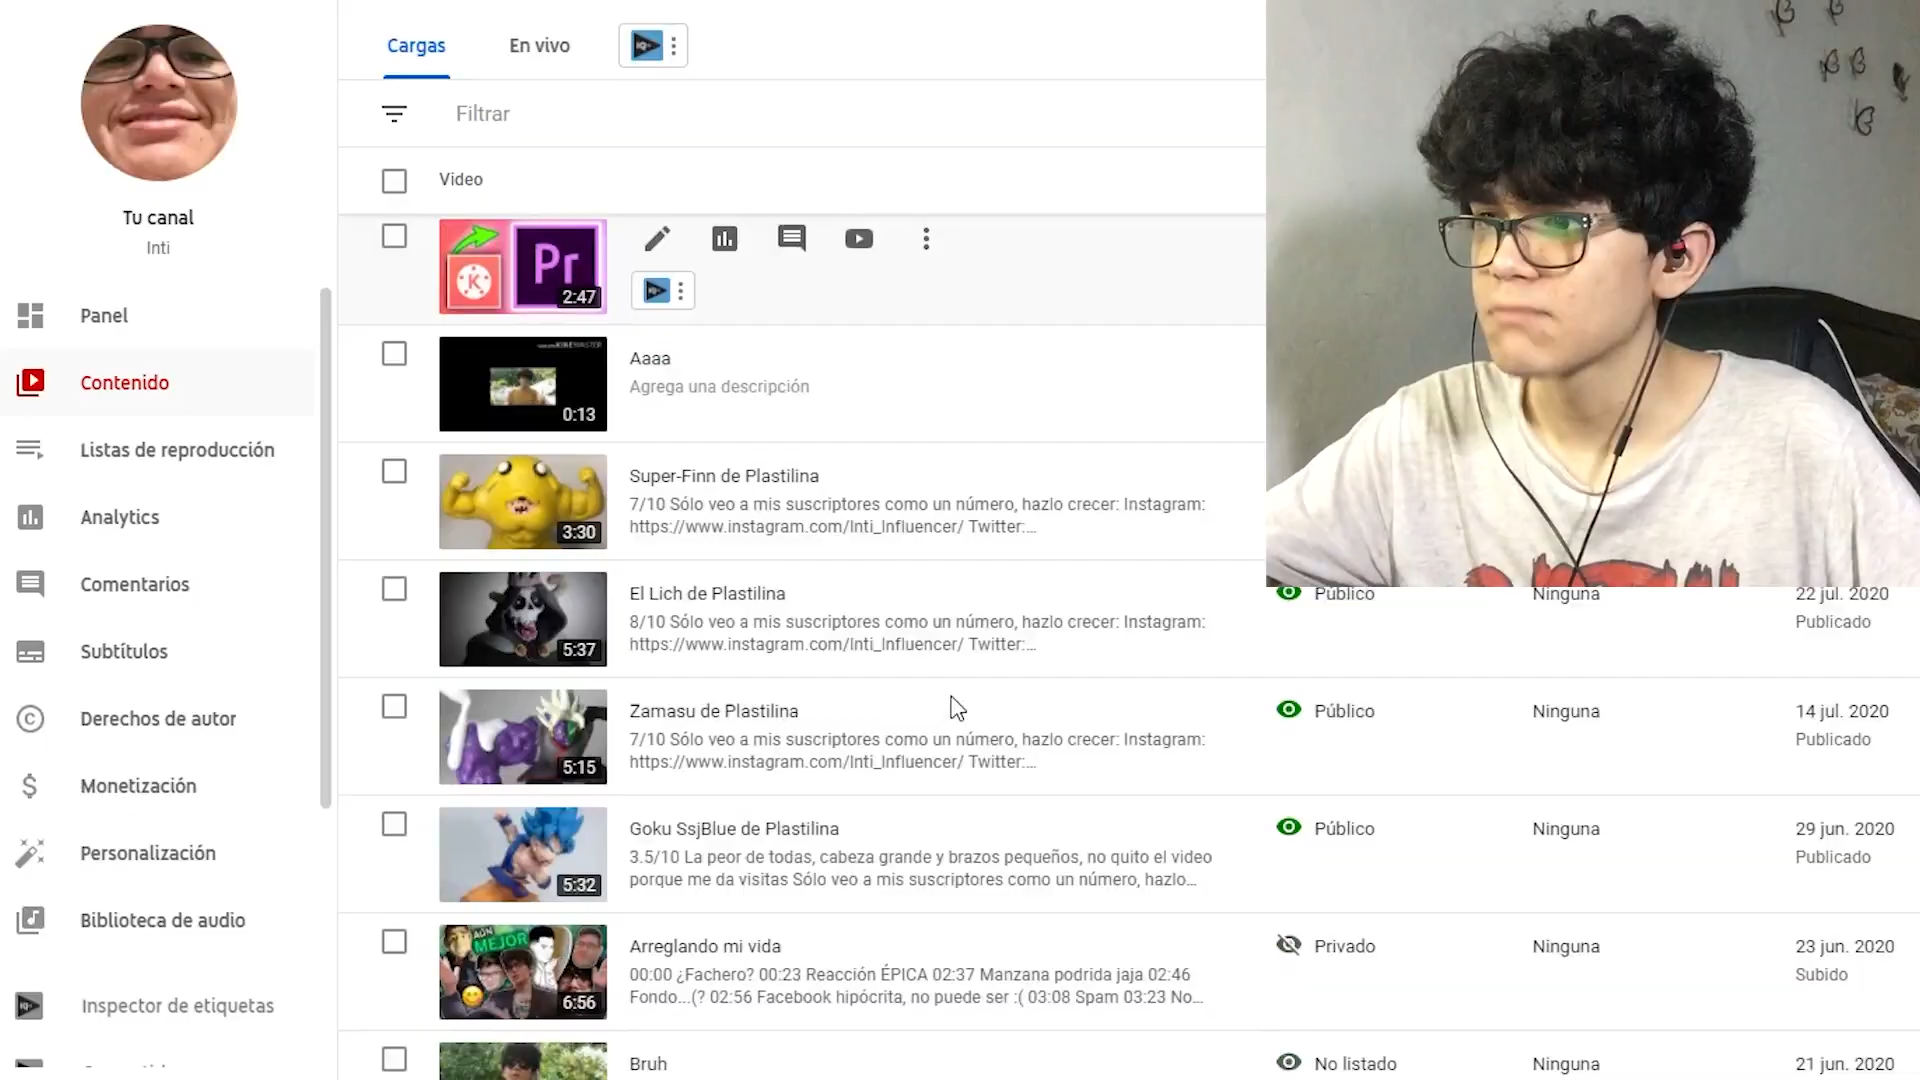 Tu canal
Inti
Panel
Contenido
Listas de reproducción
Analytics
Comentarios
Subtítulos
Derechos de autor
Monetización
Personalización
Biblioteca de audio
Inspector de etiquetas
Cargas
En vivo
Filtrar
Video
Pr
K
2:47
Aaaa
Agrega una descripción
KINEMASTER
0:13
Super-Finn de Plastilina
7/10 Sólo veo a mis suscriptores como un número, hazlo crecer: Instagram:
https://www.instagram.com/Inti_Influencer/ Twitter:...
3:30
El Lich de Plastilina
8/10 Sólo veo a mis suscriptores como un número, hazlo crecer: Instagram:
https://www.instagram.com/Inti_Influencer/ Twitter:...
5:37
Público
Ninguna
22 jul. 2020
Publicado
Zamasu de Plastilina
7/10 Sólo veo a mis suscriptores como un número, hazlo crecer: Instagram:
https://www.instagram.com/Inti_Influencer/ Twitter:...
5:15
Público
Ninguna
14 jul. 2020
Publicado
Goku SsjBlue de Plastilina
3.5/10 La peor de todas, cabeza grande y brazos pequeños, no quito el video
porque me da visitas Sólo veo a mis suscriptores como un número, hazlo...
5:32
Público
Ninguna
29 jun. 2020
Publicado
AÚN
MEJOR
6:56
Arreglando mi vida
00:00 ¿Fachero? 00:23 Reacción ÉPICA 02:37 Manzana podrida jaja 02:46
Fondo...(? 02:56 Facebook hipócrita, no puede ser :( 03:08 Spam 03:23 No...
Privado
Ninguna
23 jun. 2020
Subido
Bruh
No listado
Ninguna
21 jun. 2020